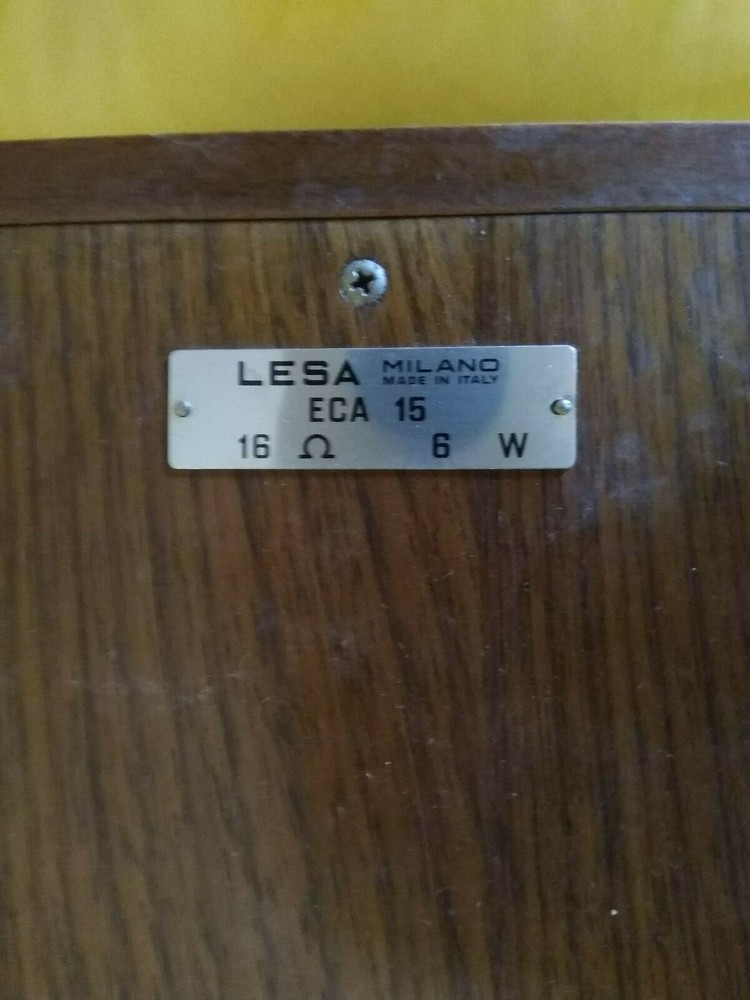 LESA MILANO
MADE IN ITALY
ECA 15
16 Ω 6 W